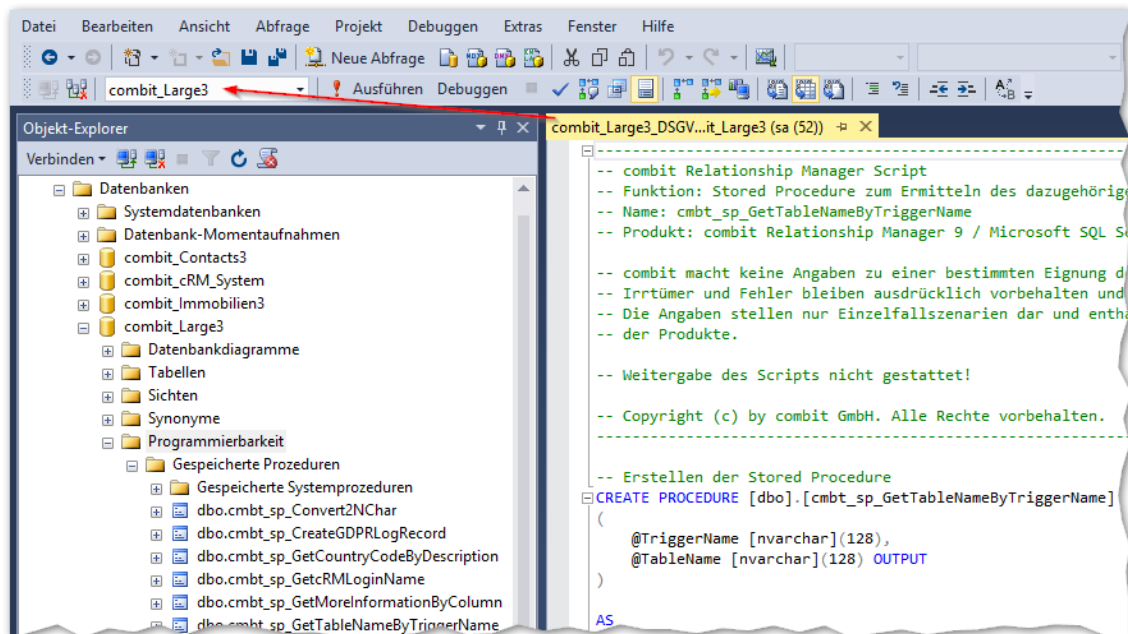 Datei Bearbeiten Ansicht Abfrage Projekt Debuggen Extras Fenster Hilfe
Neue Abfrage
combit_Large3 Ausführen Debuggen
Objekt-Explorer
Verbinden
Datenbanken
Systemdatenbanken
Datenbank-Momentaufnahmen
combit_Contacts3
combit_cRM_System
combit_Immobilien3
combit_Large3
Datenbankdiagramme
Tabellen
Sichten
Synonyme
Programmierbarkeit
Gespeicherte Prozeduren
Gespeicherte Systemprozeduren
dbo.cmbt_sp_Convert2NChar
dbo.cmbt_sp_CreateGDPRLogRecord
dbo.cmbt_sp_GetCountryCodeByDescription
dbo.cmbt_sp_GetcRMLoginName
dbo.cmbt_sp_GetMoreInformationByColumn
dbo.cmbt_sp_GetTableNameByTriggerName
combit_Large3_DSGV...it_Large3 (sa (52))
--------------------------------------------------------------------------
-- combit Relationship Manager Script
-- Funktion: Stored Procedure zum Ermitteln des dazugehörige
-- Name: cmbt_sp_GetTableNameByTriggerName
-- Produkt: combit Relationship Manager 9 / Microsoft SQL Se
-- combit macht keine Angaben zu einer bestimmten Eignung d
-- Irrtümer und Fehler bleiben ausdrücklich vorbehalten und
-- Die Angaben stellen nur Einzelfallszenarien dar und entha
-- der Produkte.
-- Weitergabe des Scripts nicht gestattet!
-- Copyright (c) by combit GmbH. Alle Rechte vorbehalten.
--------------------------------------------------------------------------
-- Erstellen der Stored Procedure
CREATE PROCEDURE [dbo].[cmbt_sp_GetTableNameByTriggerName]
(
@TriggerName [nvarchar](128),
@TableName [nvarchar](128) OUTPUT
)
AS